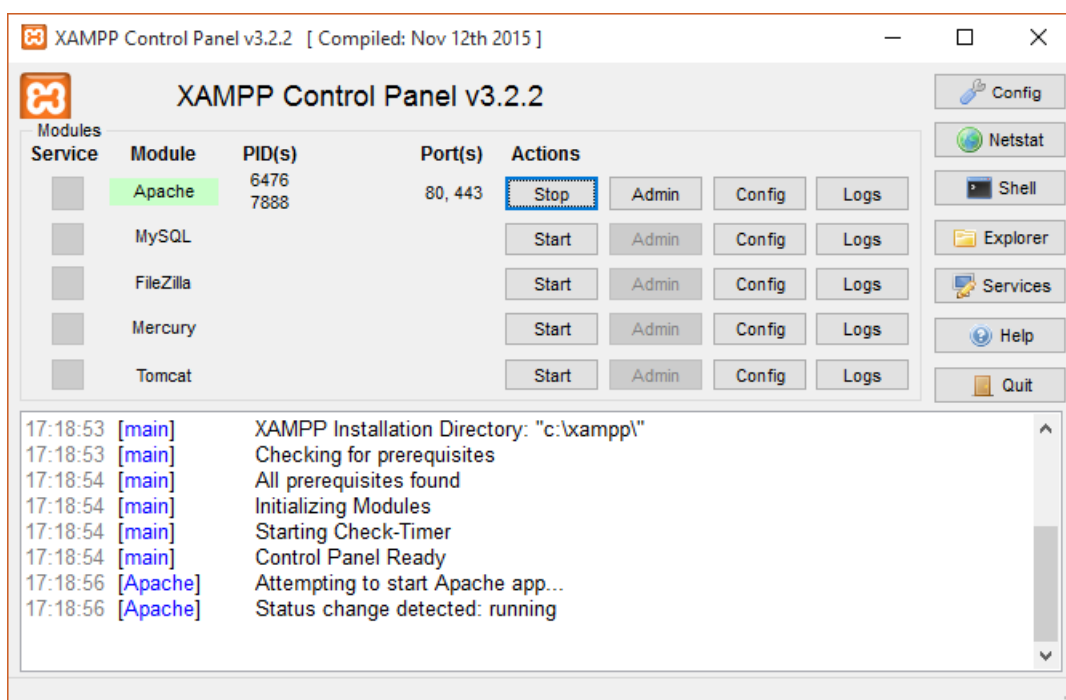 XAMPP Control Panel v3.2.2 [ Compiled: Nov 12th 2015 ]
XAMPP Control Panel v3.2.2
Config
Modules
Service Module PID(s) Port(s) Actions
Netstat
Apache 6476 7888 80, 443 Stop Admin Config Logs
Shell
MySQL Start Admin Config Logs
Explorer
FileZilla Start Admin Config Logs
Services
Mercury Start Admin Config Logs
Help
Tomcat Start Admin Config Logs
Quit
17:18:53 [main] XAMPP Installation Directory: "c:\xampp\"
17:18:53 [main] Checking for prerequisites
17:18:54 [main] All prerequisites found
17:18:54 [main] Initializing Modules
17:18:54 [main] Starting Check-Timer
17:18:54 [main] Control Panel Ready
17:18:56 [Apache] Attempting to start Apache app...
17:18:56 [Apache] Status change detected: running